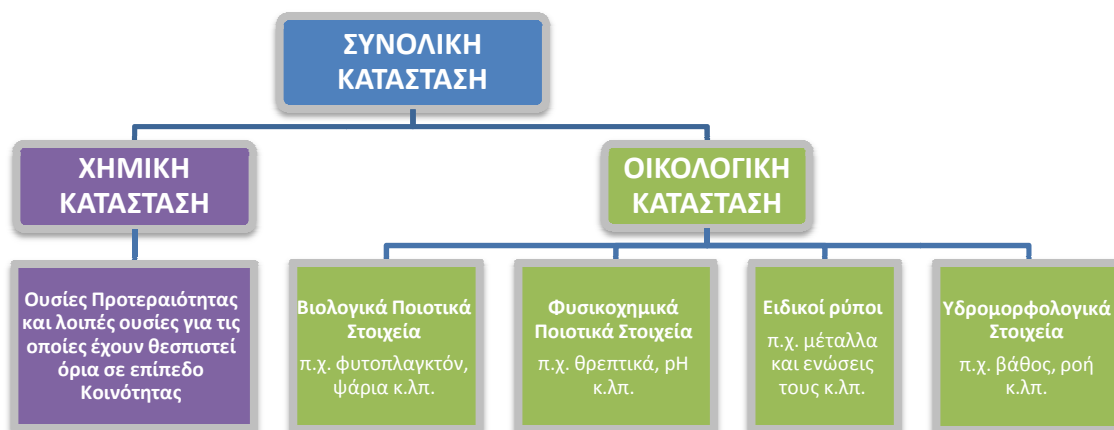 ΣΥΝΟΛΙΚΗ
ΚΑΤΑΣΤΑΣΗ
ΧΗΜΙΚΗ
ΚΑΤΑΣΤΑΣΗ
ΟΙΚΟΛΟΓΙΚΗ
ΚΑΤΑΣΤΑΣΗ
Ουσίες Προτεραιότητας
και λοιπές ουσίες για τις
οποίες έχουν θεσπιστεί
όρια σε επίπεδο
Κοινότητας
Βιολογικά Ποιοτικά
Στοιχεία
π.χ. φυτοπλαγκτόν,
ψάρια κ.λπ.
Φυσικοχημικά
Ποιοτικά Στοιχεία
π.χ. θρεπτικά, pH
κ.λπ.
Ειδικοί ρύποι
π.χ. μέταλλα
και ενώσεις
τους κ.λπ.
Υδρομορφολογικά
Στοιχεία
π.χ. βάθος, ροή
κ.λπ.